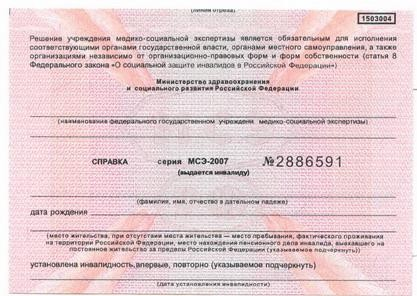 (линия отреза)
1503004
Решение учреждения медико-социальной экспертизы является обязательным для исполнения
соответствующими органами государственной власти, органами местного самоуправления, а также
организациями независимо от организационно-правовых форм и форм собственности (статья 8
Федерального закона «О социальной защите инвалидов в Российской Федерации»)
Министерство здравоохранения
и социального развития Российской Федерации
(наименование федерального государственном учреждения медико-социальной экспертизы)
СПРАВКА серия МСЭ-2007 №2886591
(выдается инвалиду)
(фамилия, имя, отчество в дательном падеже)
дата рождения
(место жительства, при отсутствии места жительства — место пребывания, фактического проживания
на территории Российской Федерации, место нахождения пенсионного дела инвалида, выехавшего на
постоянное жительство за пределы Российской Федерации (указываемое подчеркнуть))
установлена инвалидность,впервые, повторно (указываемое подчеркнуть)
(дата установления инвалидности)